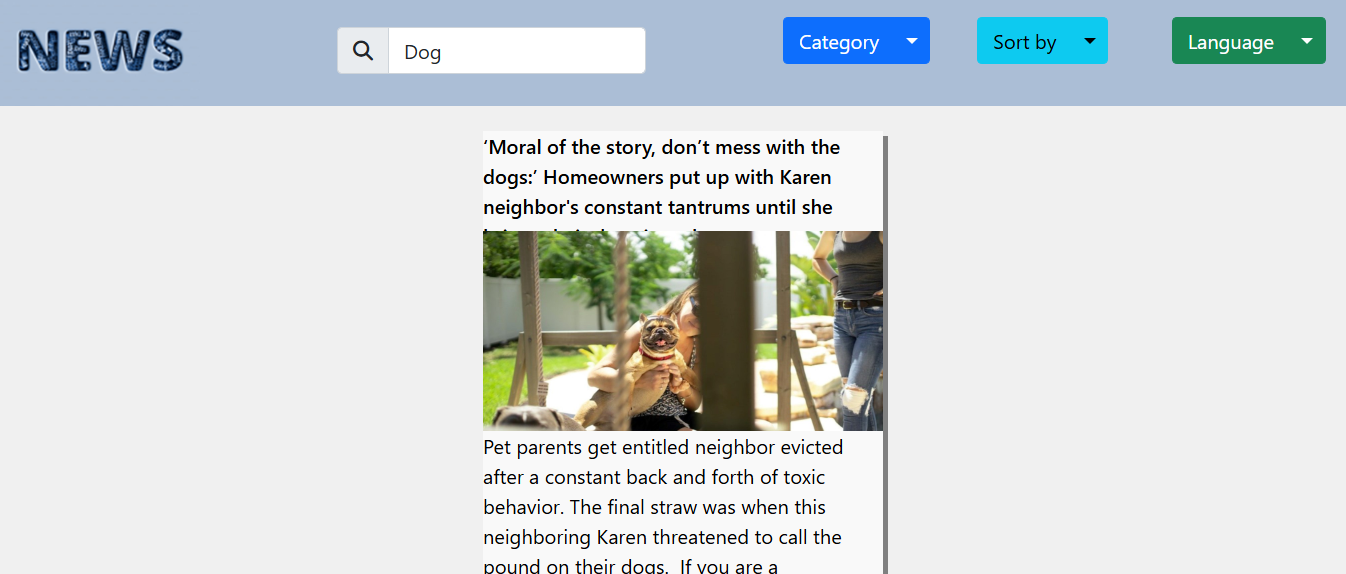 NEWS
Dog
Category
Sort by
Language
‘Moral of the story, don’t mess with the
dogs:’ Homeowners put up with Karen
neighbor's constant tantrums until she
Pet parents get entitled neighbor evicted
after a constant back and forth of toxic
behavior. The final straw was when this
neighboring Karen threatened to call the
pound on their dogs. If you are a